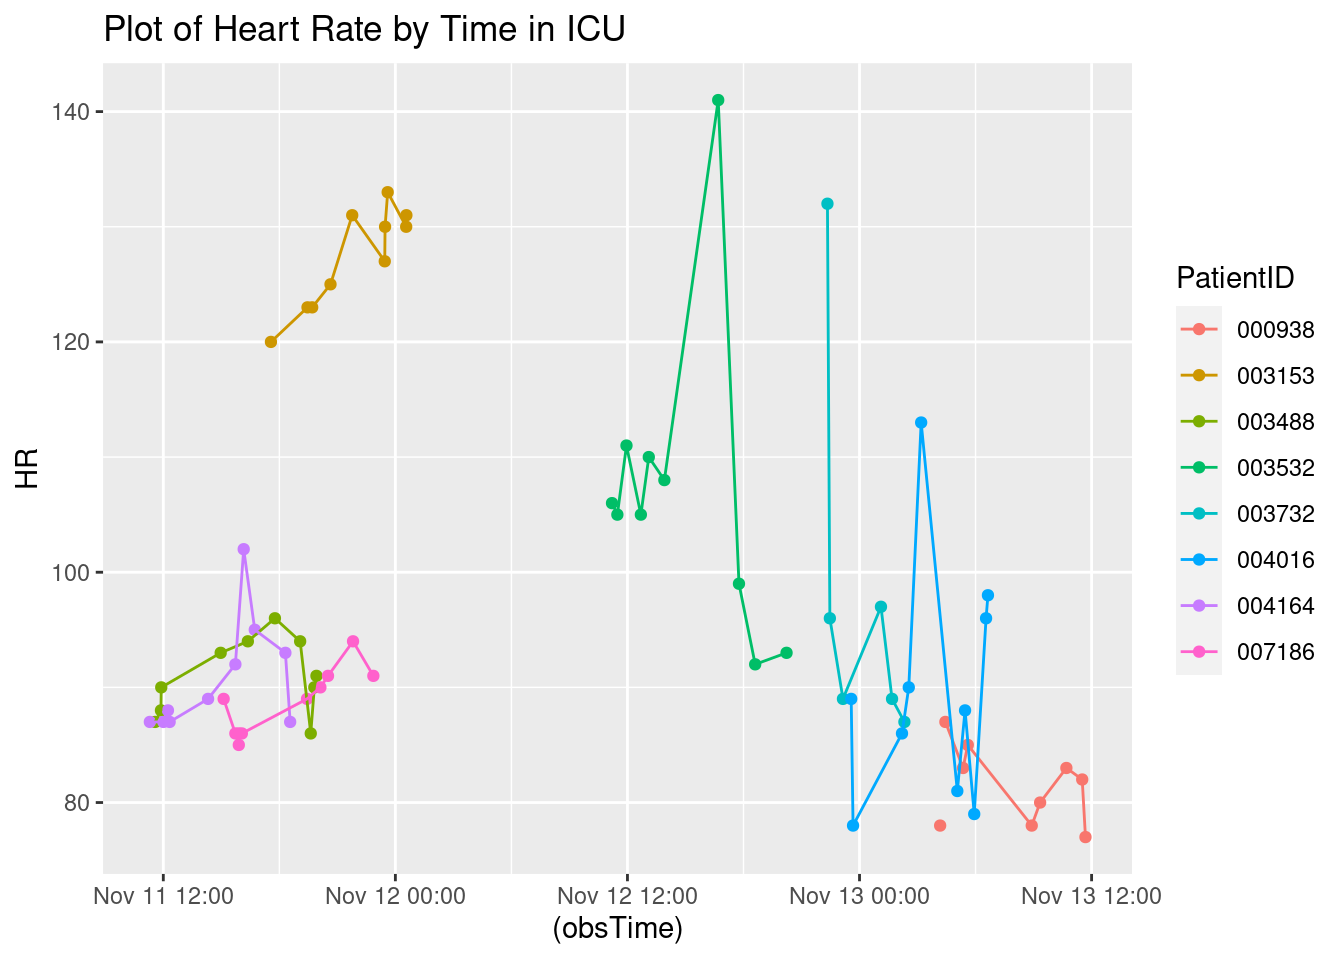 Plot of Heart Rate by Time in ICU
140
120
100
80
HR
Nov 11 12:00
Nov 12 00:00
Nov 12 12:00
Nov 13 00:00
Nov 13 12:00
(obsTime)
PatientID
000938
003153
003488
003532
003732
004016
004164
007186